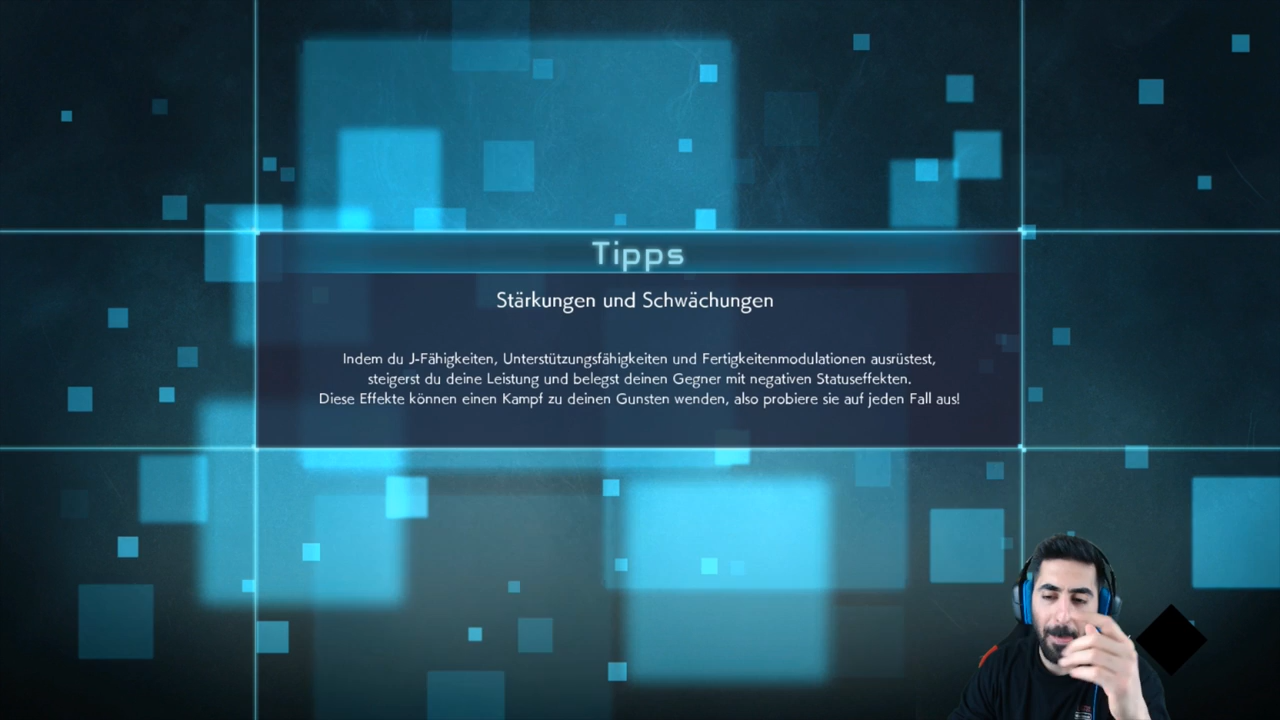 Tipps
Stärkungen und Schwächungen
Indem du J-Fähigkeiten, Unterstützungsfähigkeiten und Fertigkeitenmodulationen ausrüstest,
steigerst du deine Leistung und belegst deinen Gegner mit negativen Statuseffekten.
Diese Effekte können einen Kampf zu deinen Gunsten wenden, also probiere sie auf jeden Fall aus!